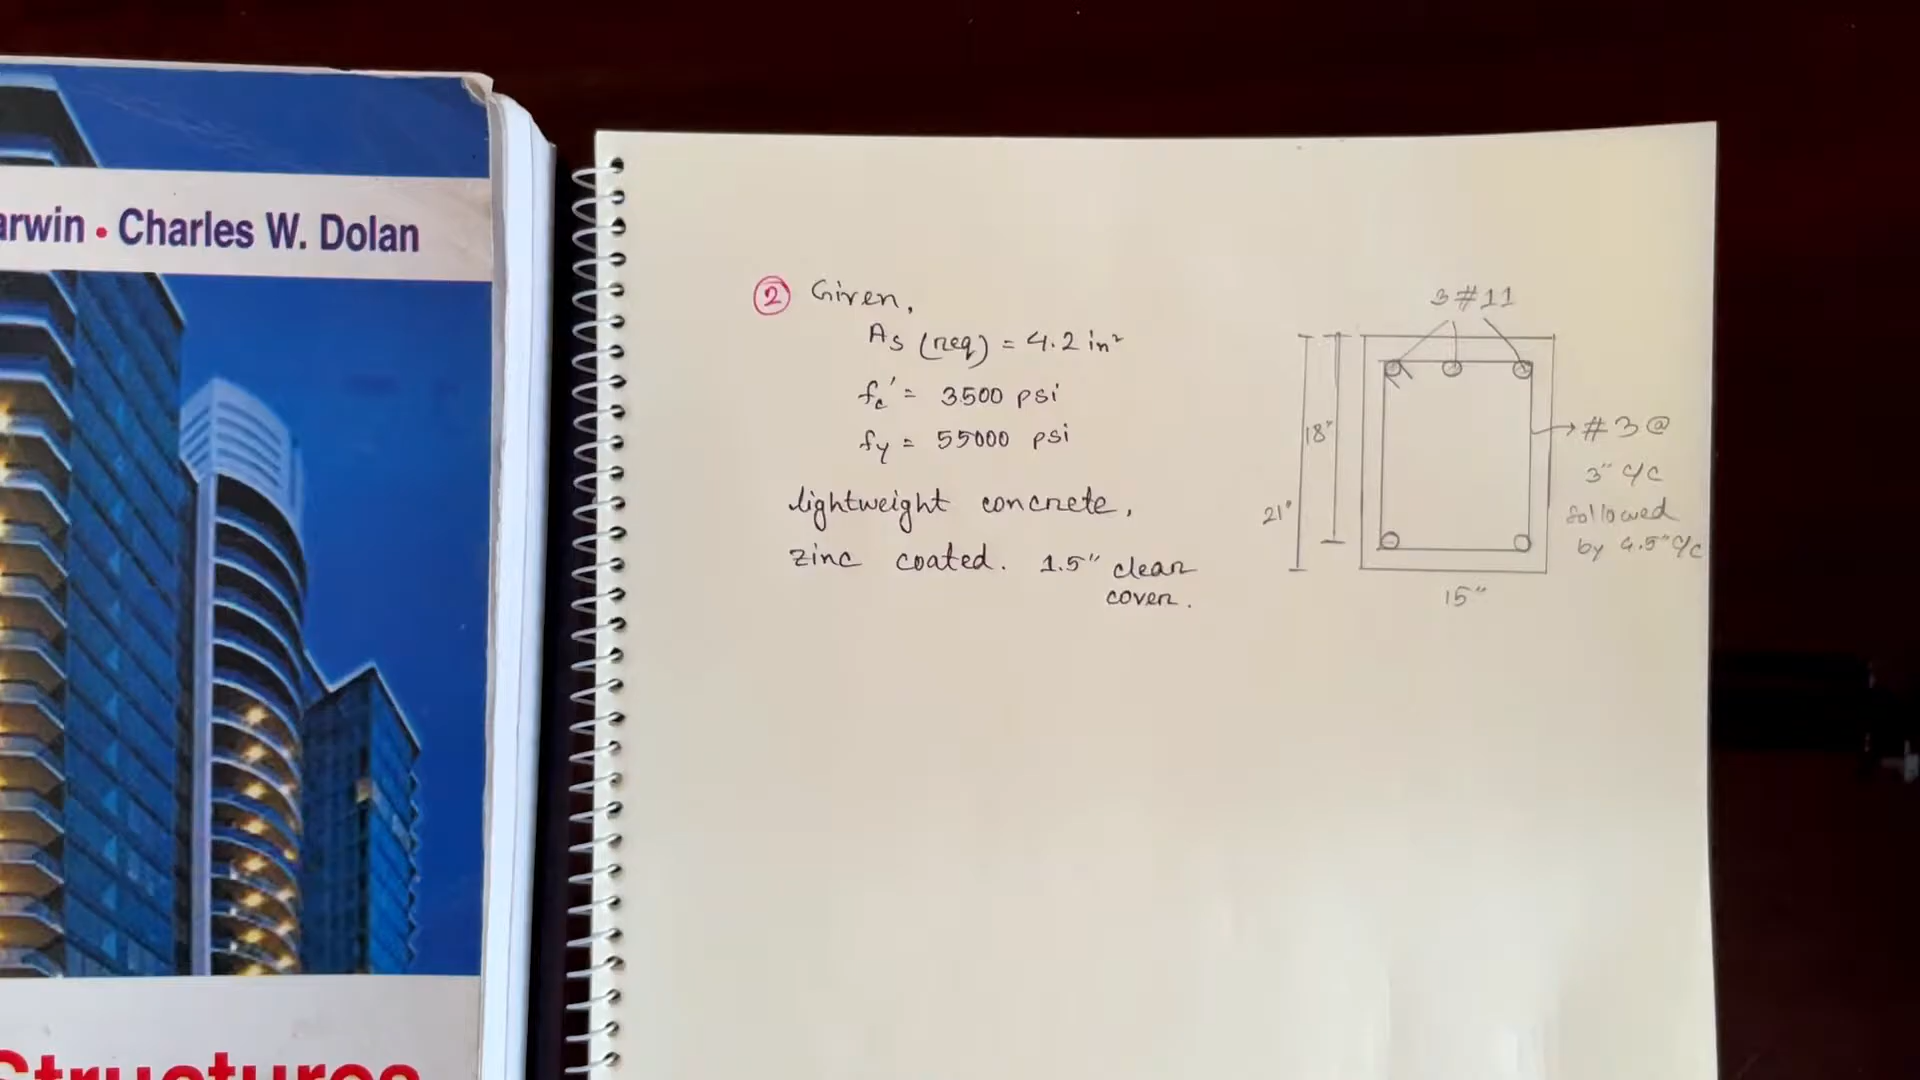 arwin • Charles W. Dolan
Structures
② Given,
As (req) = 4.2 in²
fc' = 3500 psi
fy = 55000 psi
lightweight concrete,
zinc coated. 1.5" clear
cover.
3#11
18"
21"
15"
→ #3@
3" c/c
followed
by 4.5" c/c